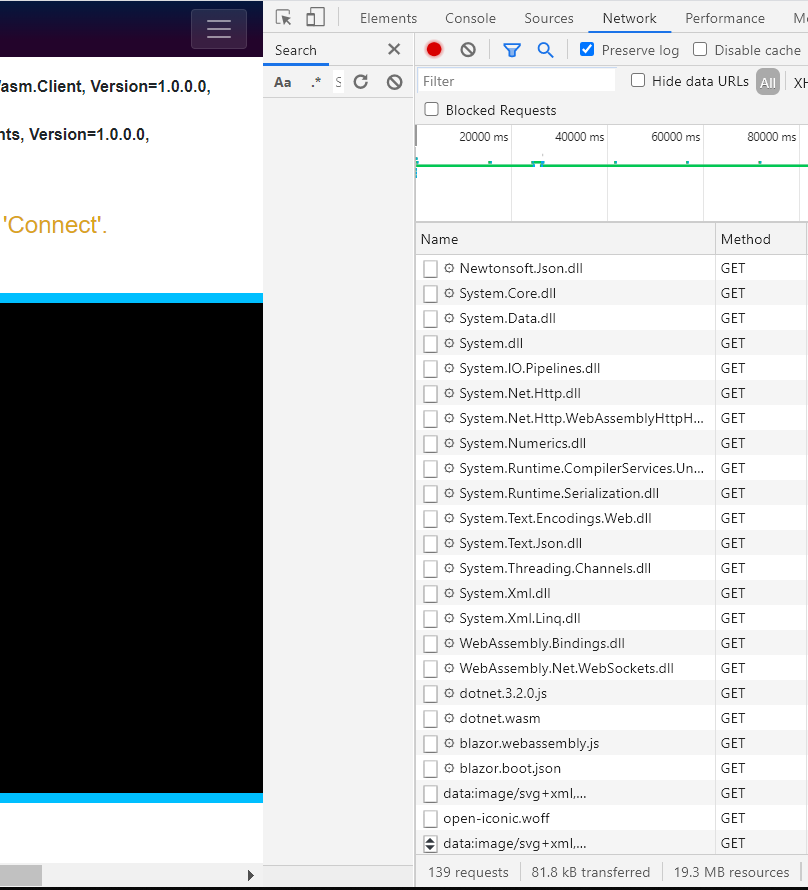 Wasm.Client, Version=1.0.0.0,
nts, Version=1.0.0.0,
'Connect'.
Elements Console Sources Network Performance
Search
Preserve log Disable cache
Aa .*
Filter
Hide data URLs All XH
Blocked Requests
20000 ms 40000 ms 60000 ms 80000 ms
Name Method
Newtonsoft.Json.dll GET
System.Core.dll GET
System.Data.dll GET
System.dll GET
System.IO.Pipelines.dll GET
System.Net.Http.dll GET
System.Net.Http.WebAssemblyHttpH... GET
System.Numerics.dll GET
System.Runtime.CompilerServices.Un... GET
System.Runtime.Serialization.dll GET
System.Text.Encodings.Web.dll GET
System.Text.Json.dll GET
System.Threading.Channels.dll GET
System.Xml.dll GET
System.Xml.Linq.dll GET
WebAssembly.Bindings.dll GET
WebAssembly.Net.WebSockets.dll GET
dotnet.3.2.0.js GET
dotnet.wasm GET
blazor.webassembly.js GET
blazor.boot.json GET
data:image/svg+xml,... GET
open-iconic.woff GET
data:image/svg+xml,... GET
139 requests 81.8 kB transferred 19.3 MB resources